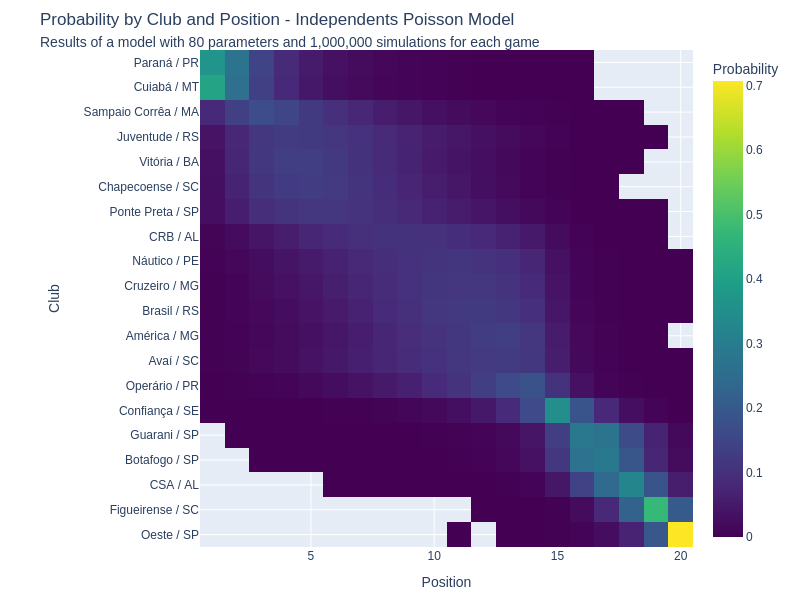 Probability by Club and Position - Independents Poisson Model
Results of a model with 80 parameters and 1,000,000 simulations for each game
Probability
Paraná / PR
Cuiabá / MT
Sampaio Corrêa / MA
Juventude / RS
Vitória / BA
Chapecoense / SC
Ponte Preta / SP
CRB / AL
Náutico / PE
Cruzeiro / MG
Brasil / RS
América / MG
Avaí / SC
Operário / PR
Confiança / SE
Guarani / SP
Botafogo / SP
CSA / AL
Figueirense / SC
Oeste / SP
Club
0.7
0.6
0.5
0.4
0.3
0.2
0.1
0
5
10
15
20
Position